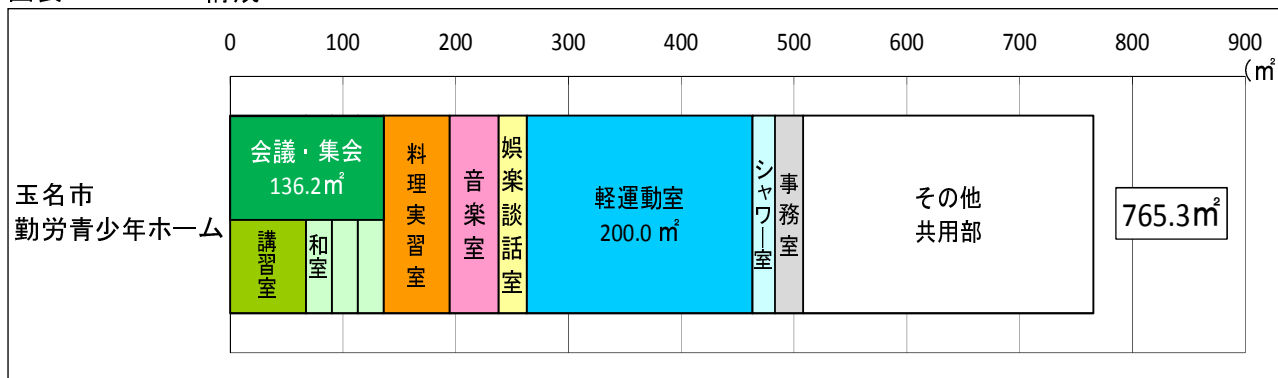 0 100 200 300 400 500 600 700 800 900
(㎡
会議・集会
136.2㎡
講習室
和室
料理実習室
音楽室
娯楽談話室
軽運動室
200.0 ㎡
シャワー室
事務室
その他
共用部
765.3㎡
玉名市
勤労青少年ホーム